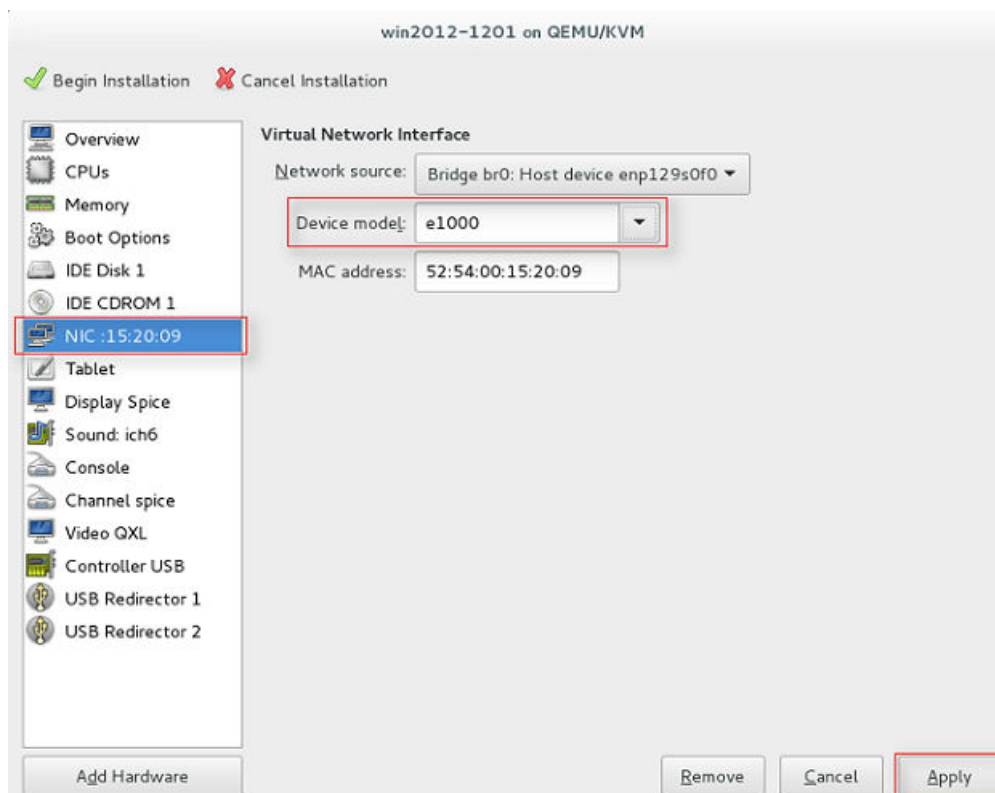 win2012-1201 on QEMU/KVM
Begin Installation Cancel Installation
Overview
CPUs
Memory
Boot Options
IDE Disk 1
IDE CDROM 1
NIC :15:20:09
Tablet
Display Spice
Sound: ich6
Console
Channel spice
Video QXL
Controller USB
USB Redirector 1
USB Redirector 2
Add Hardware
Virtual Network Interface
Network source: Bridge br0: Host device enp129s0f0
Device model: e1000
MAC address: 52:54:00:15:20:09
Remove Cancel Apply